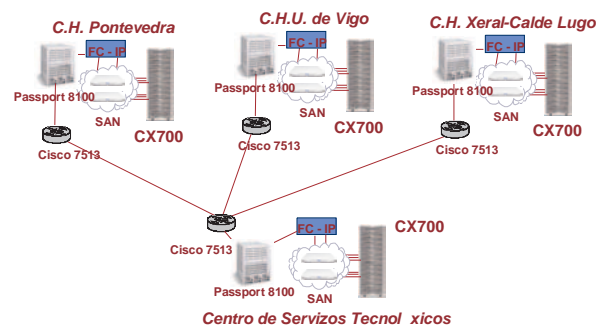 C.H. Pontevedra
C.H.U. de Vigo
C.H. Xeral-Calde Lugo
FC - IP
FC - IP
FC - IP
Passport 8100
SAN
CX700
Passport 8100
SAN
CX700
Passport 8100
SAN
CX700
Cisco 7513
Cisco 7513
Cisco 7513
Cisco 7513
FC - IP
CX700
Passport 8100
SAN
Centro de Servizos Tecnol xicos